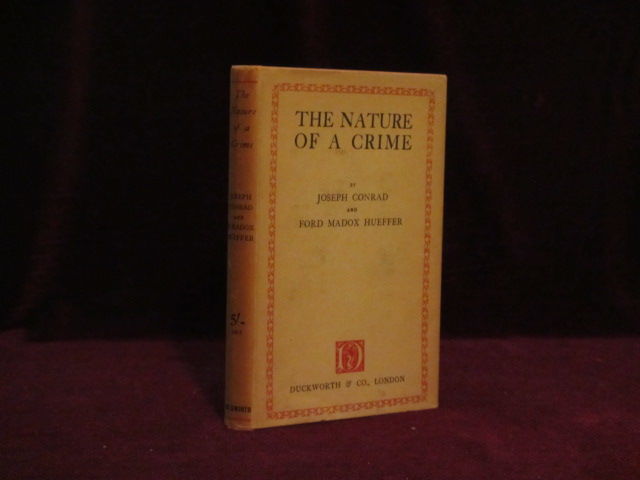 The
Nature
of a
Crime
JOSEPH
CONRAD
AND
MADOX
HUEFFER
5/-
NET
DUCKWORTH
THE NATURE
OF A CRIME
BY
JOSEPH CONRAD
AND
FORD MADOX HUEFFER
D
DUCKWORTH & CO., LONDON